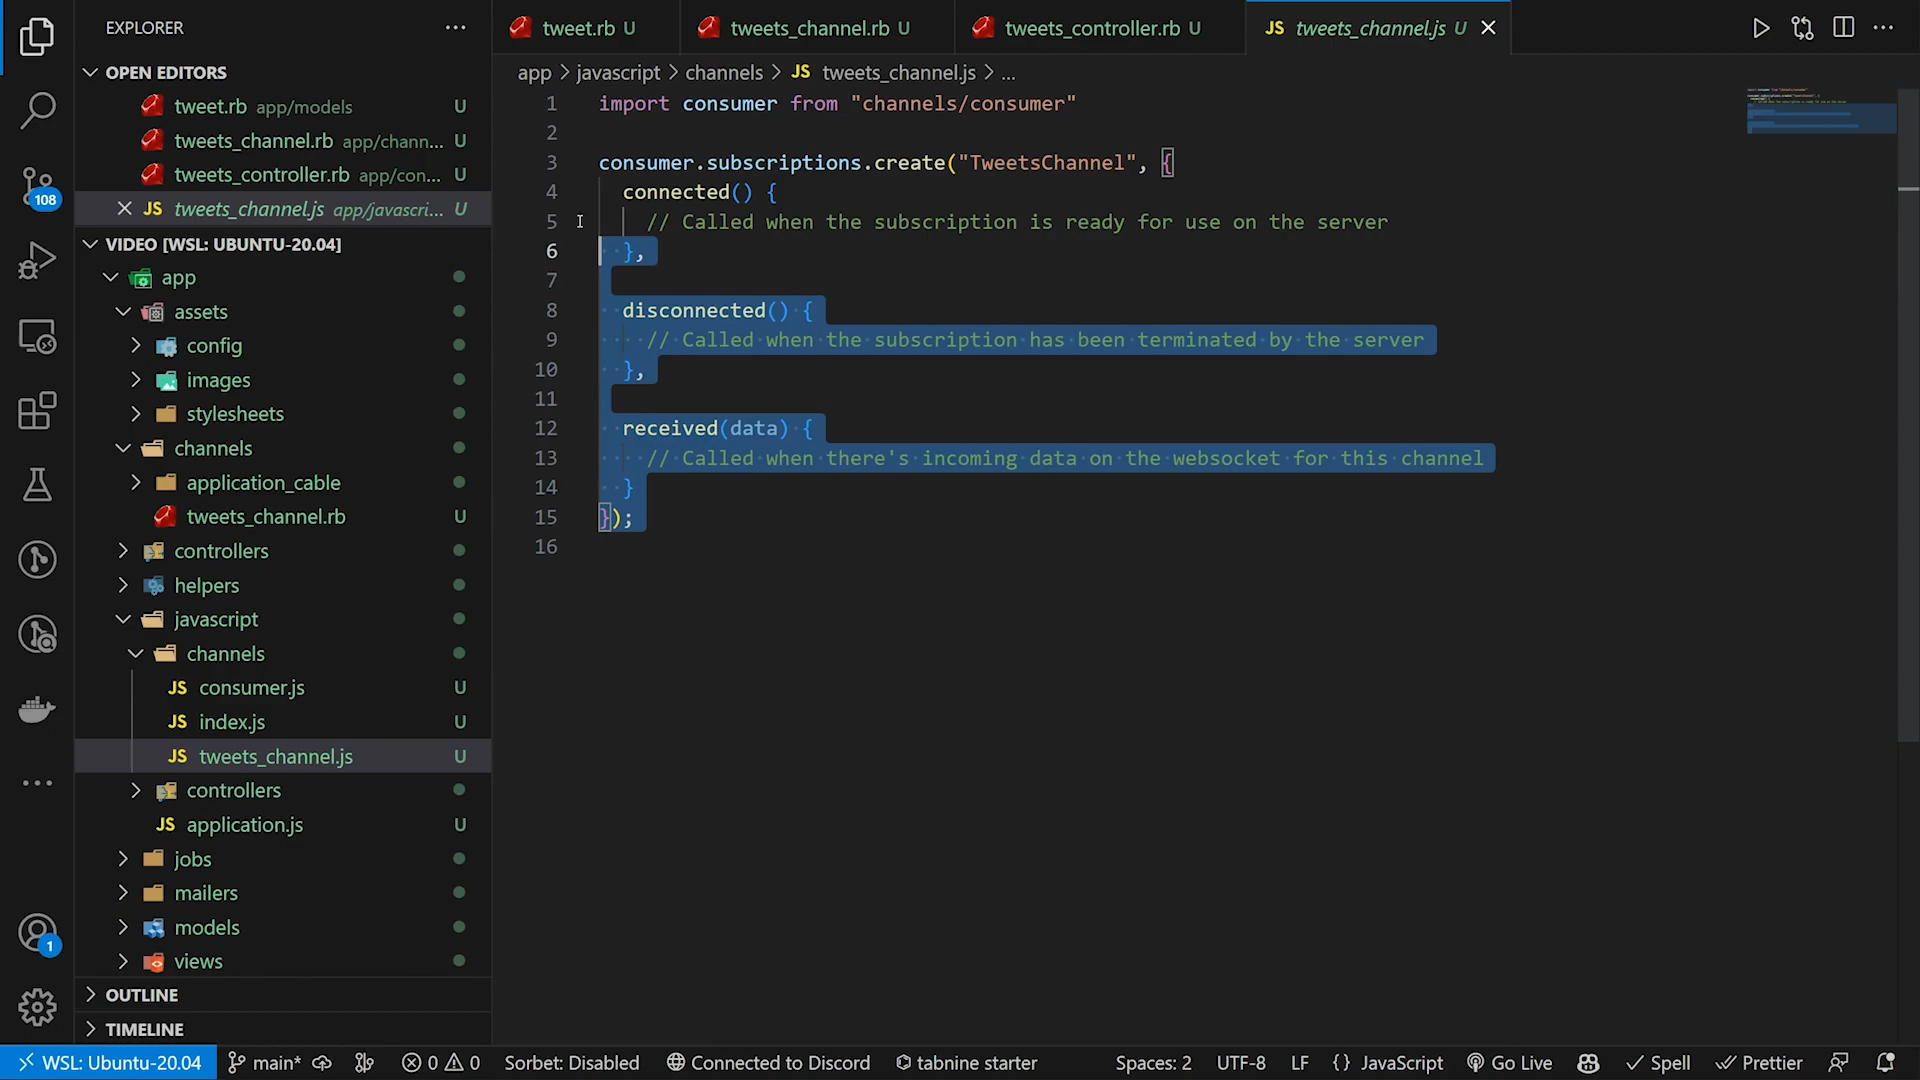 EXPLORER
OPEN EDITORS
tweet.rb app/models U
tweets_channel.rb app/chann... U
tweets_controller.rb app/con... U
JS tweets_channel.js app/javascri... U
VIDEO [WSL: UBUNTU-20.04]
app
assets
config
images
stylesheets
channels
application_cable
tweets_channel.rb U
controllers
helpers
javascript
channels
JS consumer.js U
JS index.js U
JS tweets_channel.js U
controllers
JS application.js U
jobs
mailers
models
views
OUTLINE
TIMELINE
108
1
tweet.rb U
tweets_channel.rb U
tweets_controller.rb U
JS tweets_channel.js U
app > javascript > channels > JS tweets_channel.js > ...
1 import consumer from "channels/consumer"
2
3 consumer.subscriptions.create("TweetsChannel", {
4 connected() {
5 // Called when the subscription is ready for use on the server
6 },
7
8 disconnected() {
9 // Called when the subscription has been terminated by the server
10 },
11
12 received(data) {
13 // Called when there's incoming data on the websocket for this channel
14 }
15 });
16
WSL: Ubuntu-20.04 main* 0 0 Sorbet: Disabled Connected to Discord tabnine starter Spaces: 2 UTF-8 LF {} JavaScript Go Live Spell Prettier